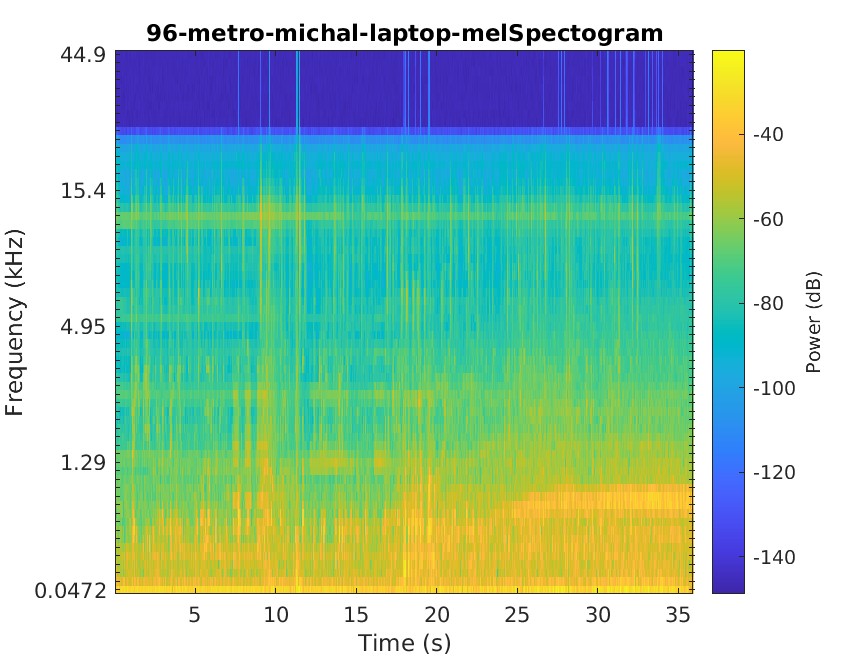 96-metro-michal-laptop-melSpectogram
44.9
15.4
4.95
1.29
0.0472
Frequency (kHz)
5 10 15 20 25 30 35
Time (s)
-40
-60
-80
-100
-120
-140
Power (dB)